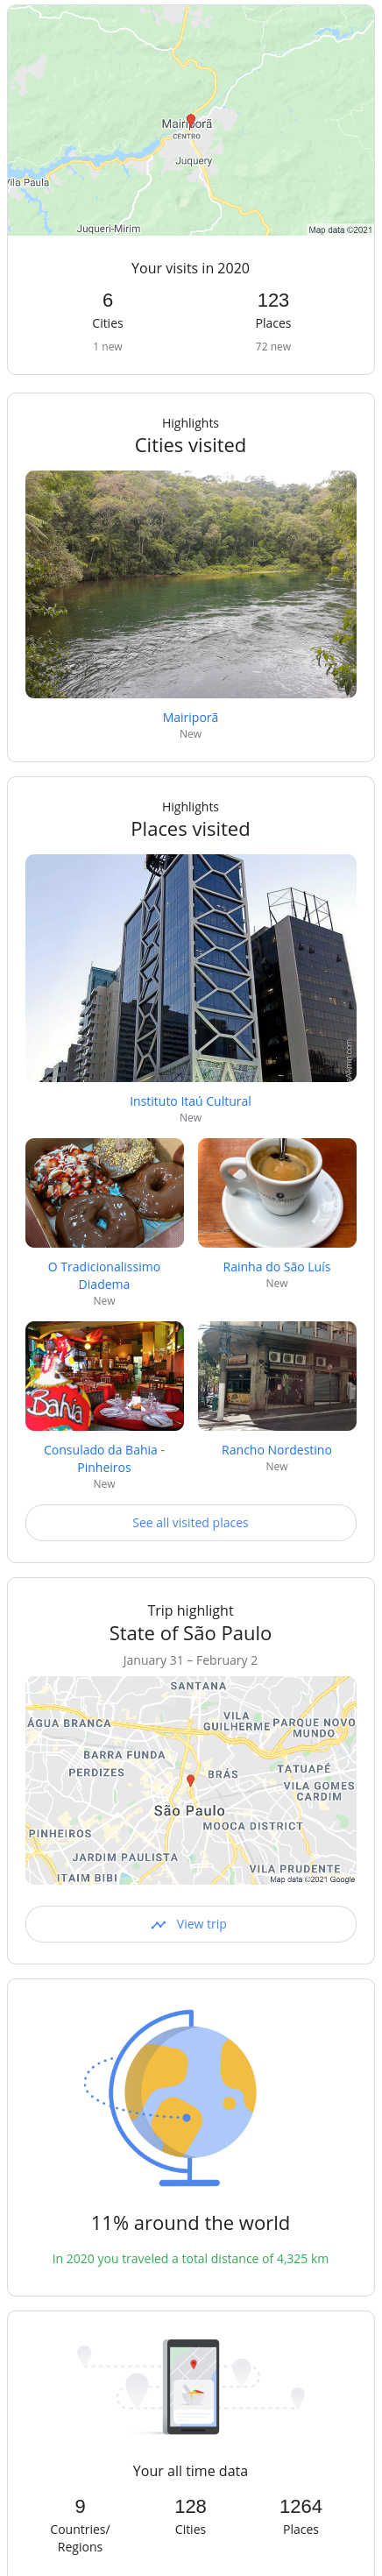 Mairiporã
CENTRO
Juquery
Vila Paula
Juqueri-Mirim
Map data ©2021
Your visits in 2020
6 123
Cities Places
1 new 72 new
Highlights
Cities visited
Mairiporã
New
Highlights
Places visited
Instituto Itaú Cultural
New
O Tradicionalissimo Rainha do São Luís
Diadema New
New
Bahia
Consulado da Bahia - Rancho Nordestino
Pinheiros New
New
See all visited places
Trip highlight
State of São Paulo
January 31 – February 2
SANTANA
ÁGUA BRANCA VILA PARQUE NOVO
GUILHERME MUNDO
BARRA FUNDA TATUAPÉ
PERDIZES BRÁS VILA GOMES
CARDIM
São Paulo
PINHEIROS MOOCA DISTRICT
JARDIM PAULISTA
VILA PRUDENTE
ITAIM BIBI Map data ©2021 Google
View trip
11% around the world
In 2020 you traveled a total distance of 4,325 km
Your all time data
9 128 1264
Countries/ Cities Places
Regions